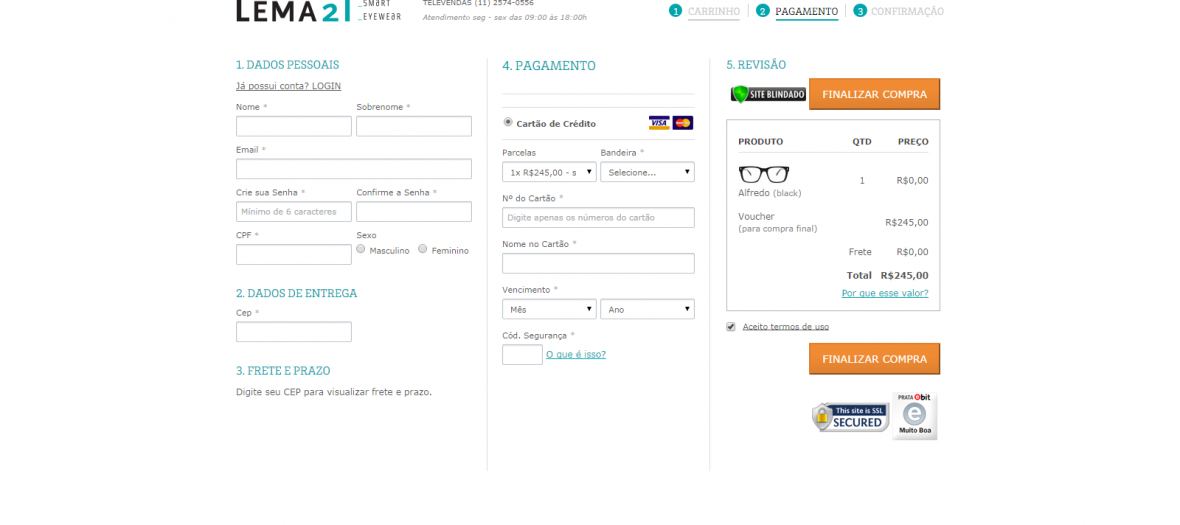 LEMA21
_SMART
_EYEWEAR
TELEVENDAS (11) 2574-0556
Atendimento seg - sex das 09:00 às 18:00h
1 CARRINHO
2 PAGAMENTO
3 CONFIRMAÇÃO
1. DADOS PESSOAIS
Já possui conta? LOGIN
Nome * Sobrenome *
Email *
Crie sua Senha * Confirme a Senha *
Mínimo de 6 caracteres
CPF * Sexo
Masculino Feminino
2. DADOS DE ENTREGA
Cep *
3. FRETE E PRAZO
Digite seu CEP para visualizar frete e prazo.
4. PAGAMENTO
Cartão de Crédito VISA MasterCard
Parcelas Bandeira *
1x R$245,00 - s Selecione...
Nº do Cartão *
Digite apenas os números do cartão
Nome no Cartão *
Vencimento *
Mês Ano
Cód. Segurança *
O que é isso?
5. REVISÃO
SITE BLINDADO FINALIZAR COMPRA
PRODUTO QTD PREÇO
Alfredo (black) 1 R$0,00
Voucher
(para compra final) R$245,00
Frete R$0,00
Total R$245,00
Por que esse valor?
Aceito termos de uso
FINALIZAR COMPRA
This site is SSL
SECURED
PRATA ebit
e
Muito Boa